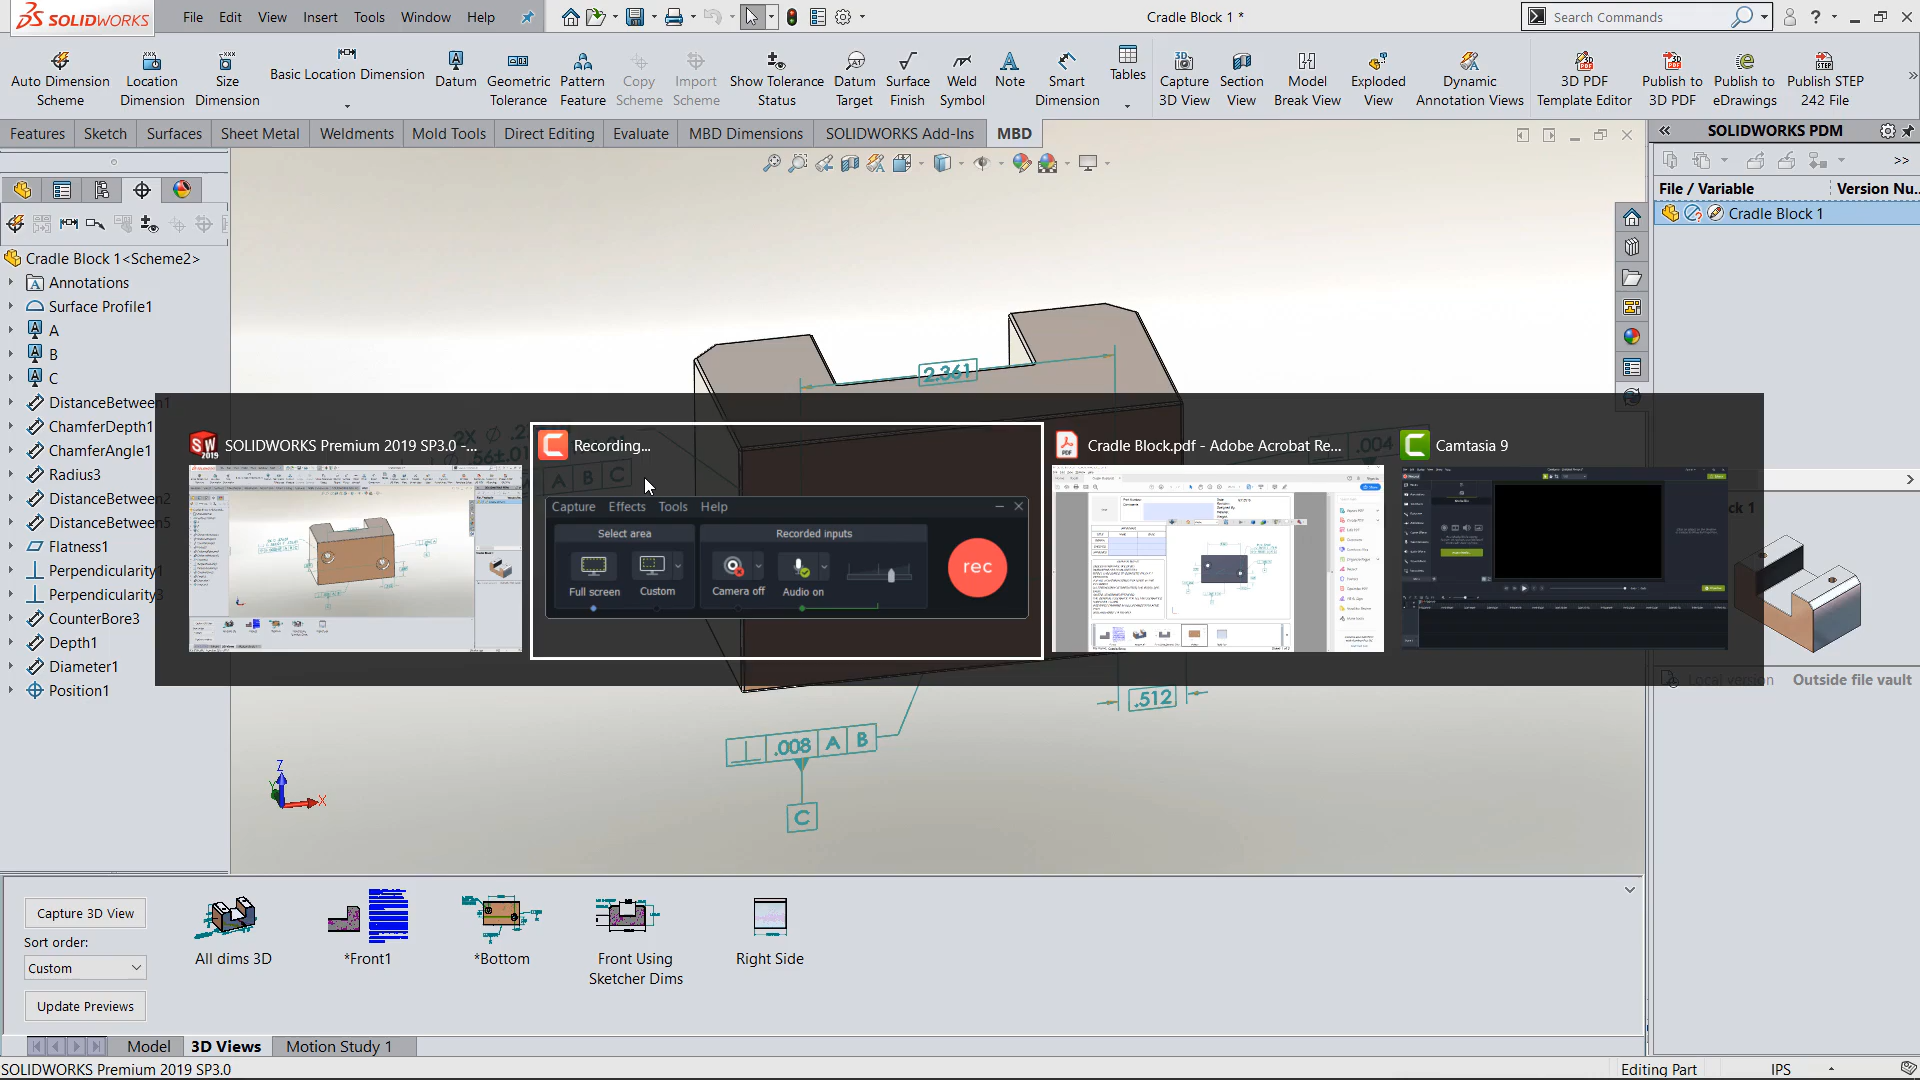 SOLIDWORKS
File Edit View Insert Tools Window Help
Cradle Block 1 *
Search Commands
Auto Dimension Scheme
Location Dimension
Size Dimension
Basic Location Dimension
Datum
Geometric Tolerance
Pattern Feature
Copy Scheme
Import Scheme
Show Tolerance Status
Datum Target
Surface Finish
Weld Symbol
Note
Smart Dimension
Tables
Capture 3D View
Section View
Model Break View
Exploded View
Dynamic Annotation Views
3D PDF Template Editor
Publish to 3D PDF
Publish to eDrawings
Publish STEP 242 File
Features Sketch Surfaces Sheet Metal Weldments Mold Tools Direct Editing Evaluate MBD Dimensions SOLIDWORKS Add-Ins MBD
SOLIDWORKS PDM
File / Variable Version Nu...
Cradle Block 1
Cradle Block 1<Scheme2>
Annotations
Surface Profile1
A
B
C
DistanceBetween1
ChamferDepth1
ChamferAngle1
Radius3
DistanceBetween2
DistanceBetween5
Flatness1
Perpendicularity1
Perpendicularity3
CounterBore3
Depth1
Diameter1
Position1
2.361
.004
A B C
SOLIDWORKS Premium 2019 SP3.0 -...
Recording...
Cradle Block.pdf - Adobe Acrobat Re...
Camtasia 9
Capture Effects Tools Help
Select area
Recorded inputs
Full screen
Custom
Camera off
Audio on
rec
Local version Outside file vault
.512
.008 A B
C
Z
Y
X
Capture 3D View
Sort order:
Custom
Update Previews
All dims 3D
*Front1
*Bottom
Front Using Sketcher Dims
Right Side
Model 3D Views Motion Study 1
SOLIDWORKS Premium 2019 SP3.0
Editing Part
IPS